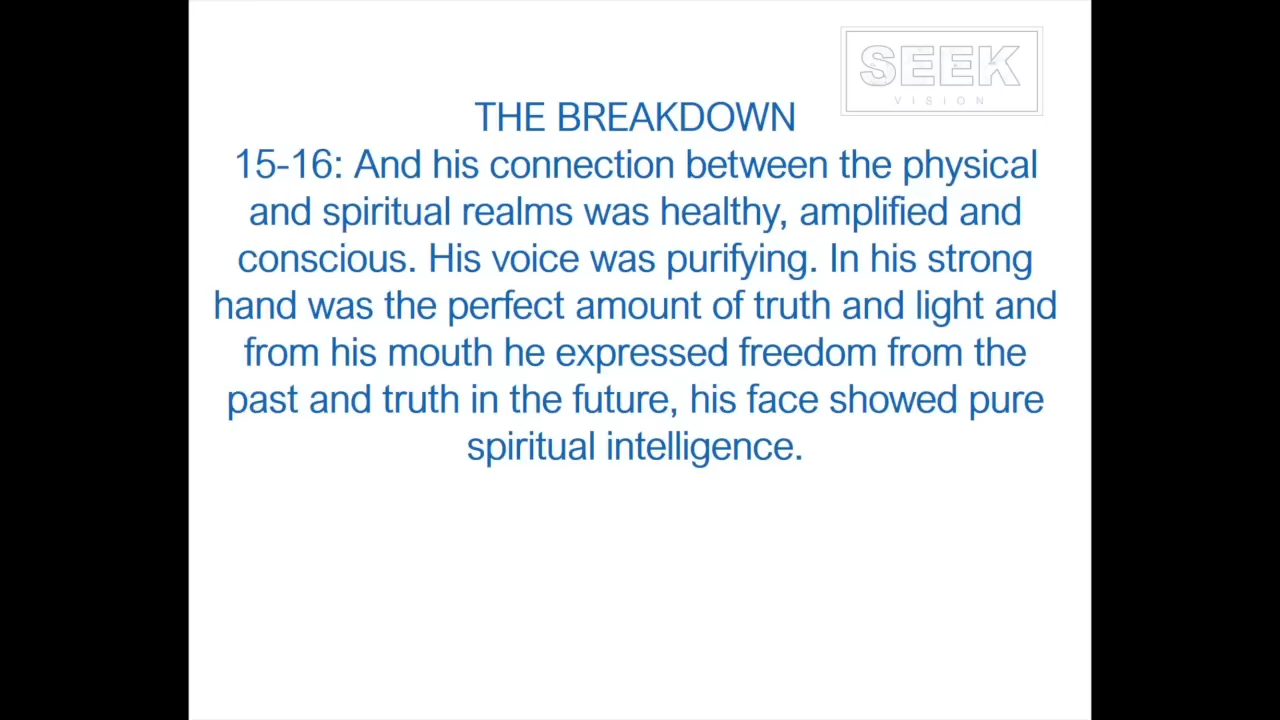 SEEK
VISION
THE BREAKDOWN
15-16: And his connection between the physical
and spiritual realms was healthy, amplified and
conscious. His voice was purifying. In his strong
hand was the perfect amount of truth and light and
from his mouth he expressed freedom from the
past and truth in the future, his face showed pure
spiritual intelligence.